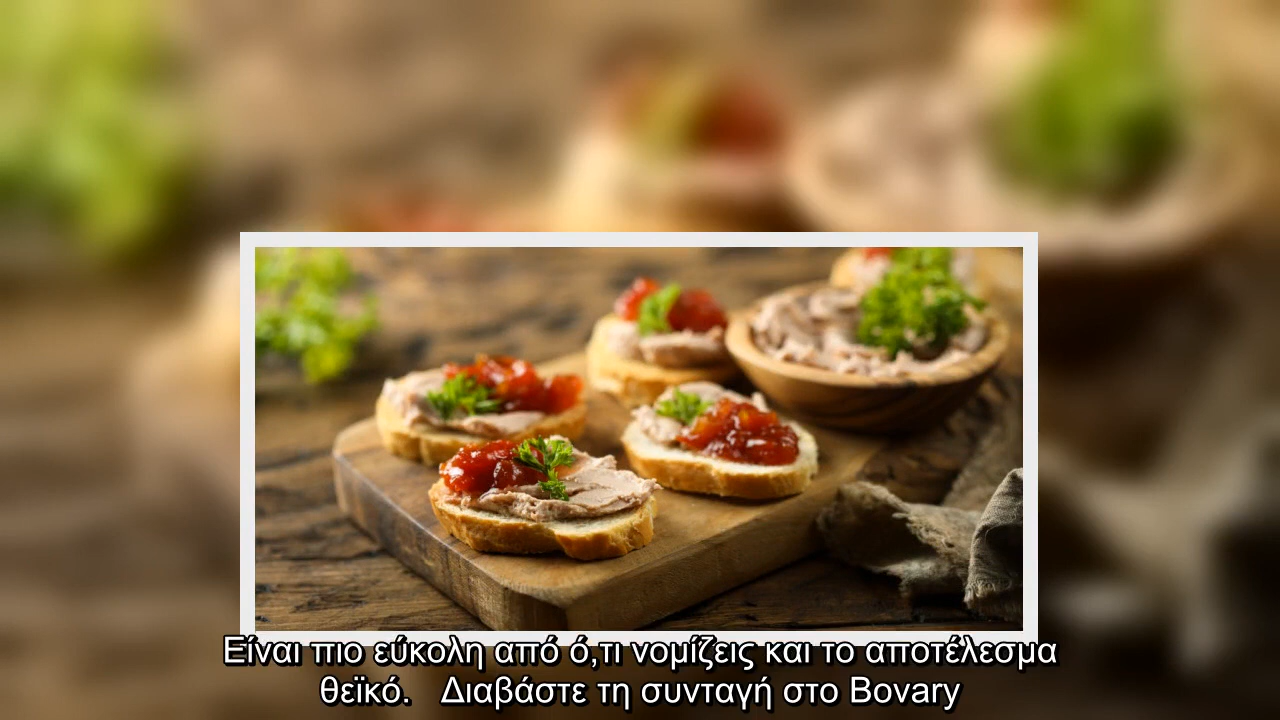 Είναι πιο εύκολη από ό,τι νομίζεις και το αποτέλεσμα
θεϊκό.   Διαβάστε τη συνταγή στο Bovary